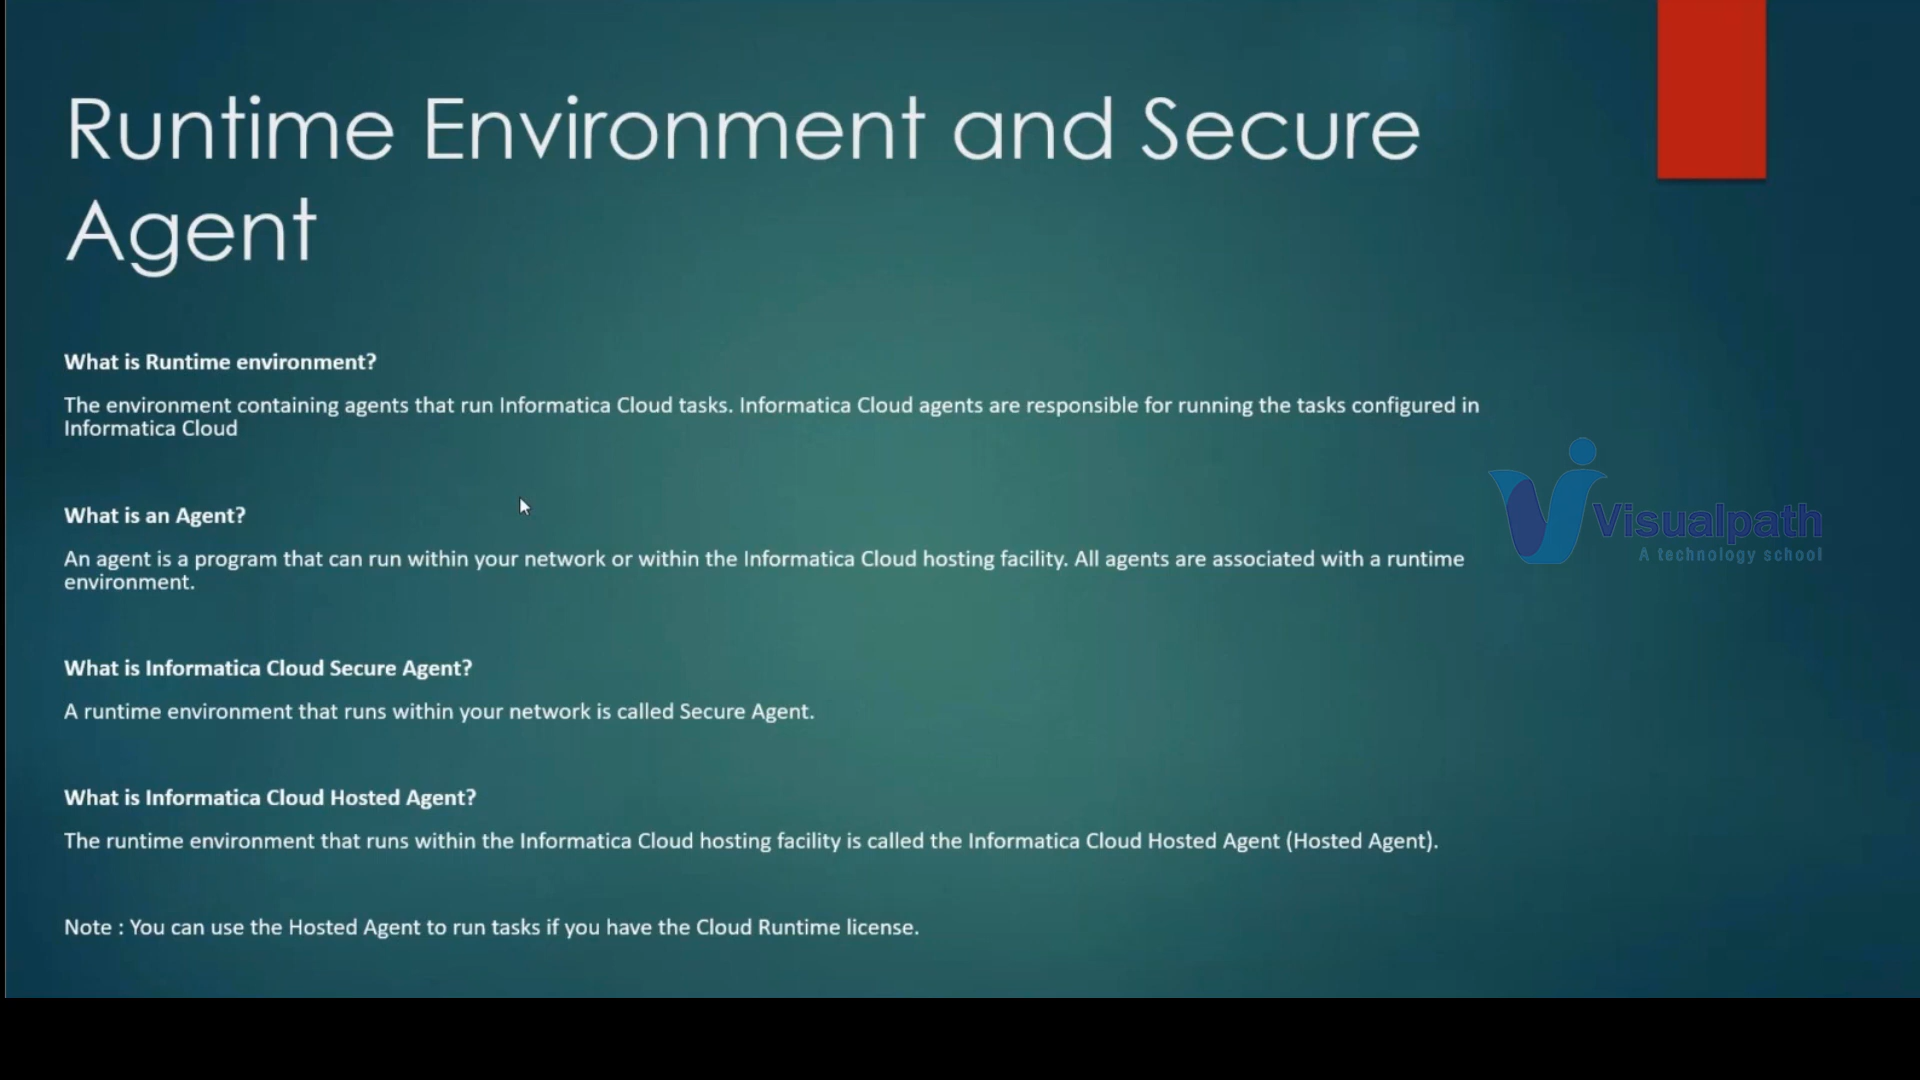 Runtime Environment and Secure
Agent
What is Runtime environment?
The environment containing agents that run Informatica Cloud tasks. Informatica Cloud agents are responsible for running the tasks configured in
Informatica Cloud
What is an Agent?
An agent is a program that can run within your network or within the Informatica Cloud hosting facility. All agents are associated with a runtime
environment.
Visualpath
A technology school
What is Informatica Cloud Secure Agent?
A runtime environment that runs within your network is called Secure Agent.
What is Informatica Cloud Hosted Agent?
The runtime environment that runs within the Informatica Cloud hosting facility is called the Informatica Cloud Hosted Agent (Hosted Agent).
Note : You can use the Hosted Agent to run tasks if you have the Cloud Runtime license.